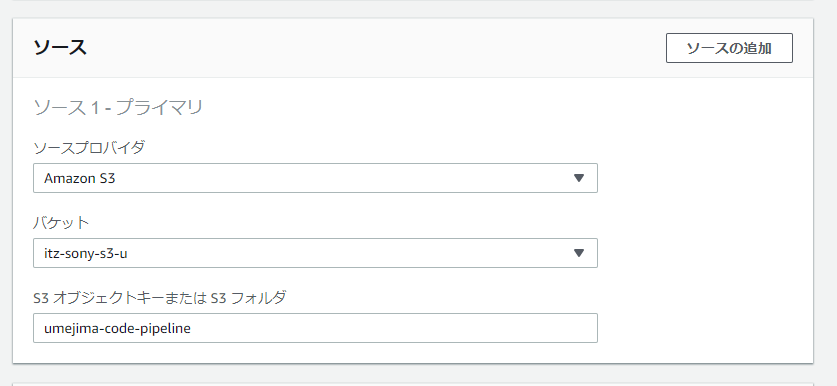 ソース
ソースの追加
ソース 1 - プライマリ
ソースプロバイダ
Amazon S3
バケット
itz-sony-s3-u
S3 オブジェクトキーまたは S3 フォルダ
umejima-code-pipeline